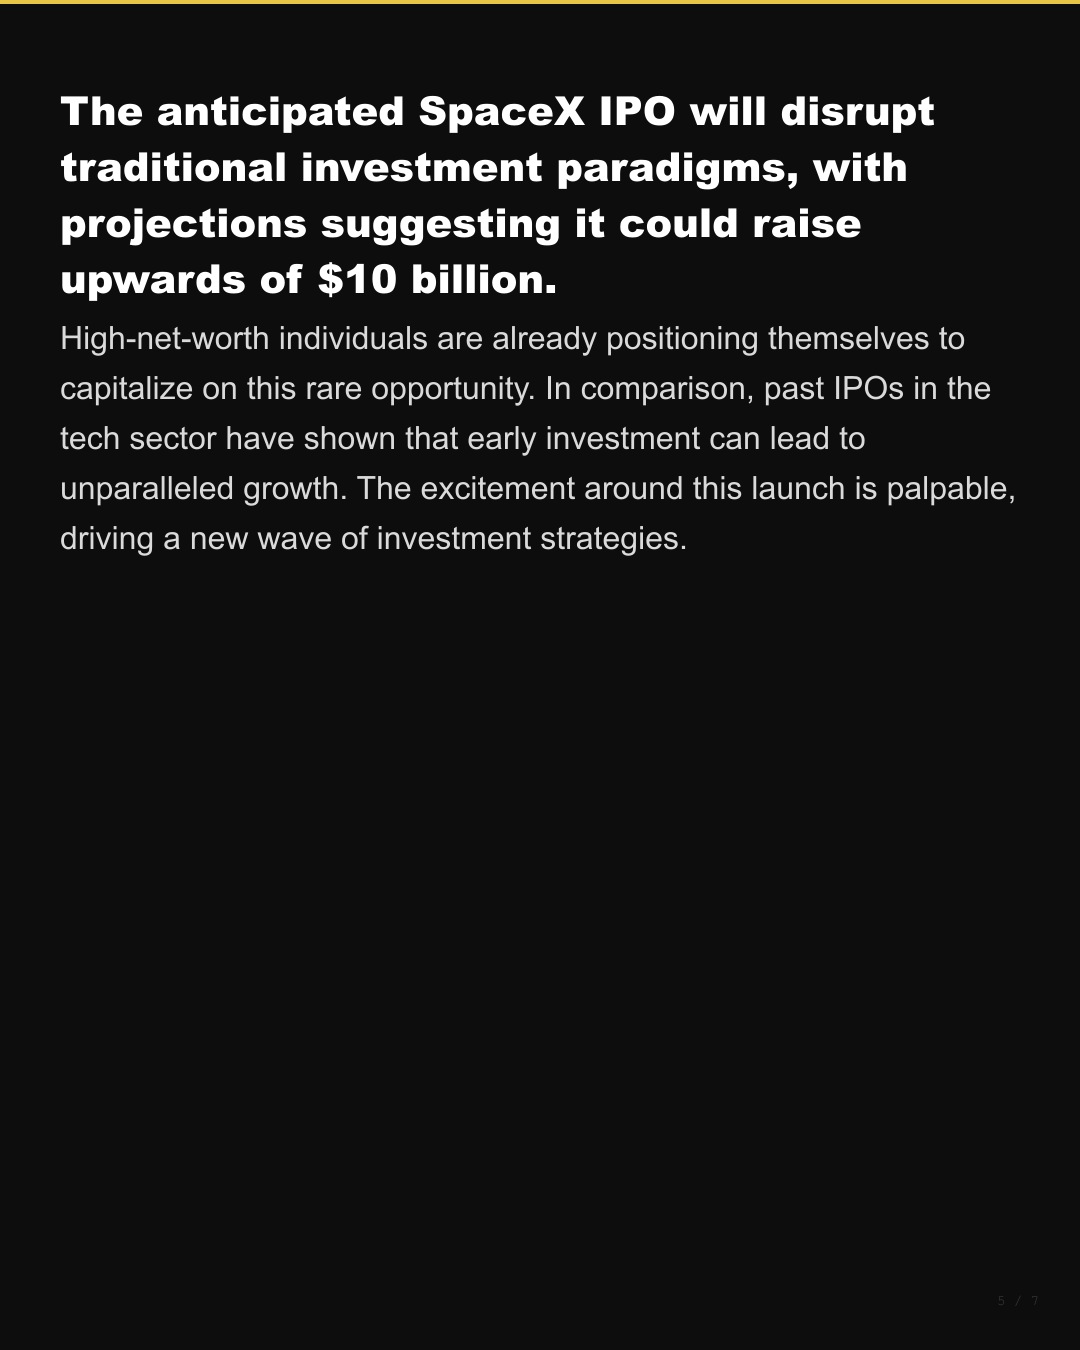 The anticipated SpaceX IPO will disrupt
traditional investment paradigms, with
projections suggesting it could raise
upwards of $10 billion.
High-net-worth individuals are already positioning themselves to
capitalize on this rare opportunity. In comparison, past IPOs in the
tech sector have shown that early investment can lead to
unparalleled growth. The excitement around this launch is palpable,
driving a new wave of investment strategies.
5 / 7